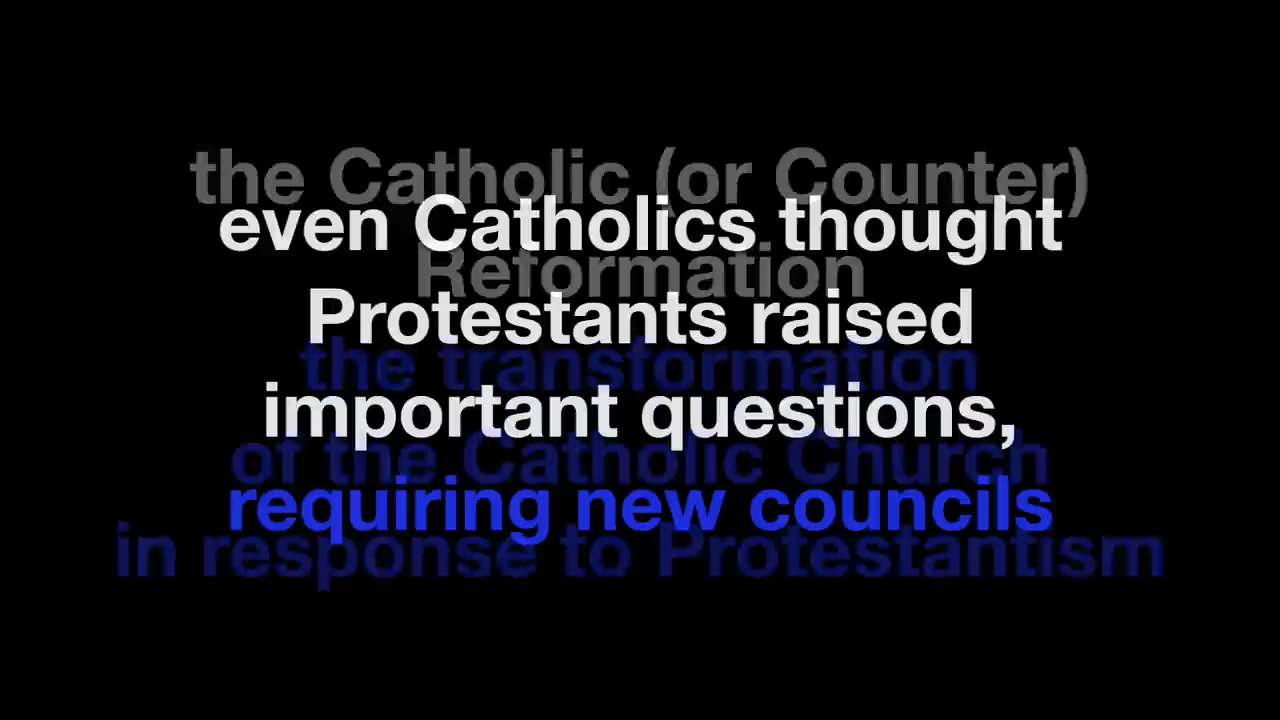 the Catholic (or Counter)
even Catholics thought
Reformation
Protestants raised
the transformation
important questions,
of the Catholic Church
requiring new councils
in response to Protestantism